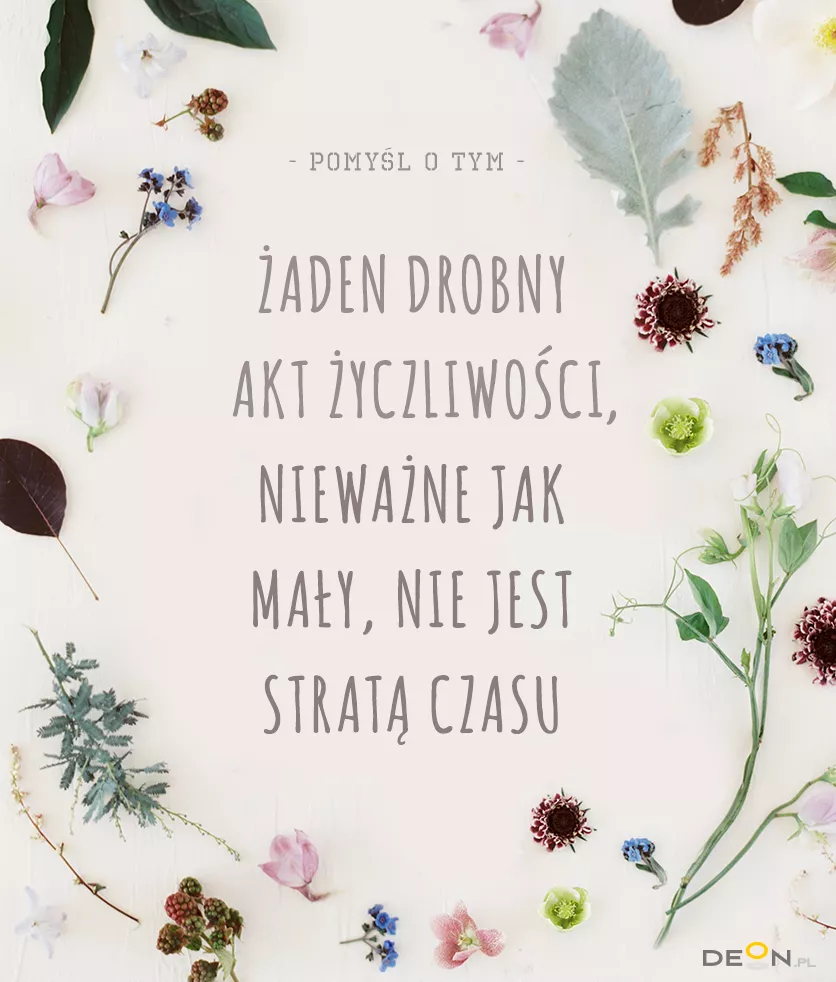 - POMYŚL O TYM -
ŻADEN DROBNY
AKT ŻYCZLIWOŚCI,
NIEWAŻNE JAK
MAŁY, NIE JEST
STRATĄ CZASU
DEON.PL